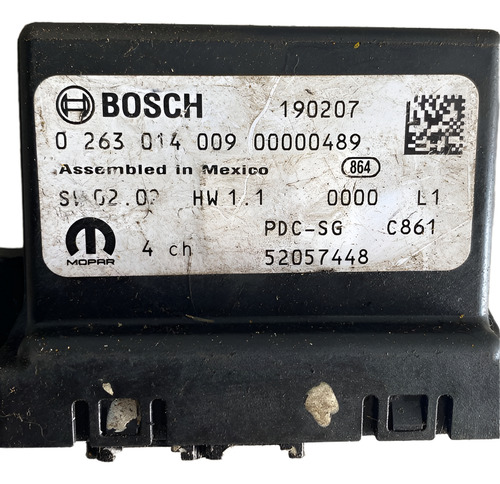 BOSCH 190207
0 263 014 009 00000489
Assembled in Mexico 864
HW 1.1 0000 L1
PDC-SG C861
MOPAR 4 ch 52057448